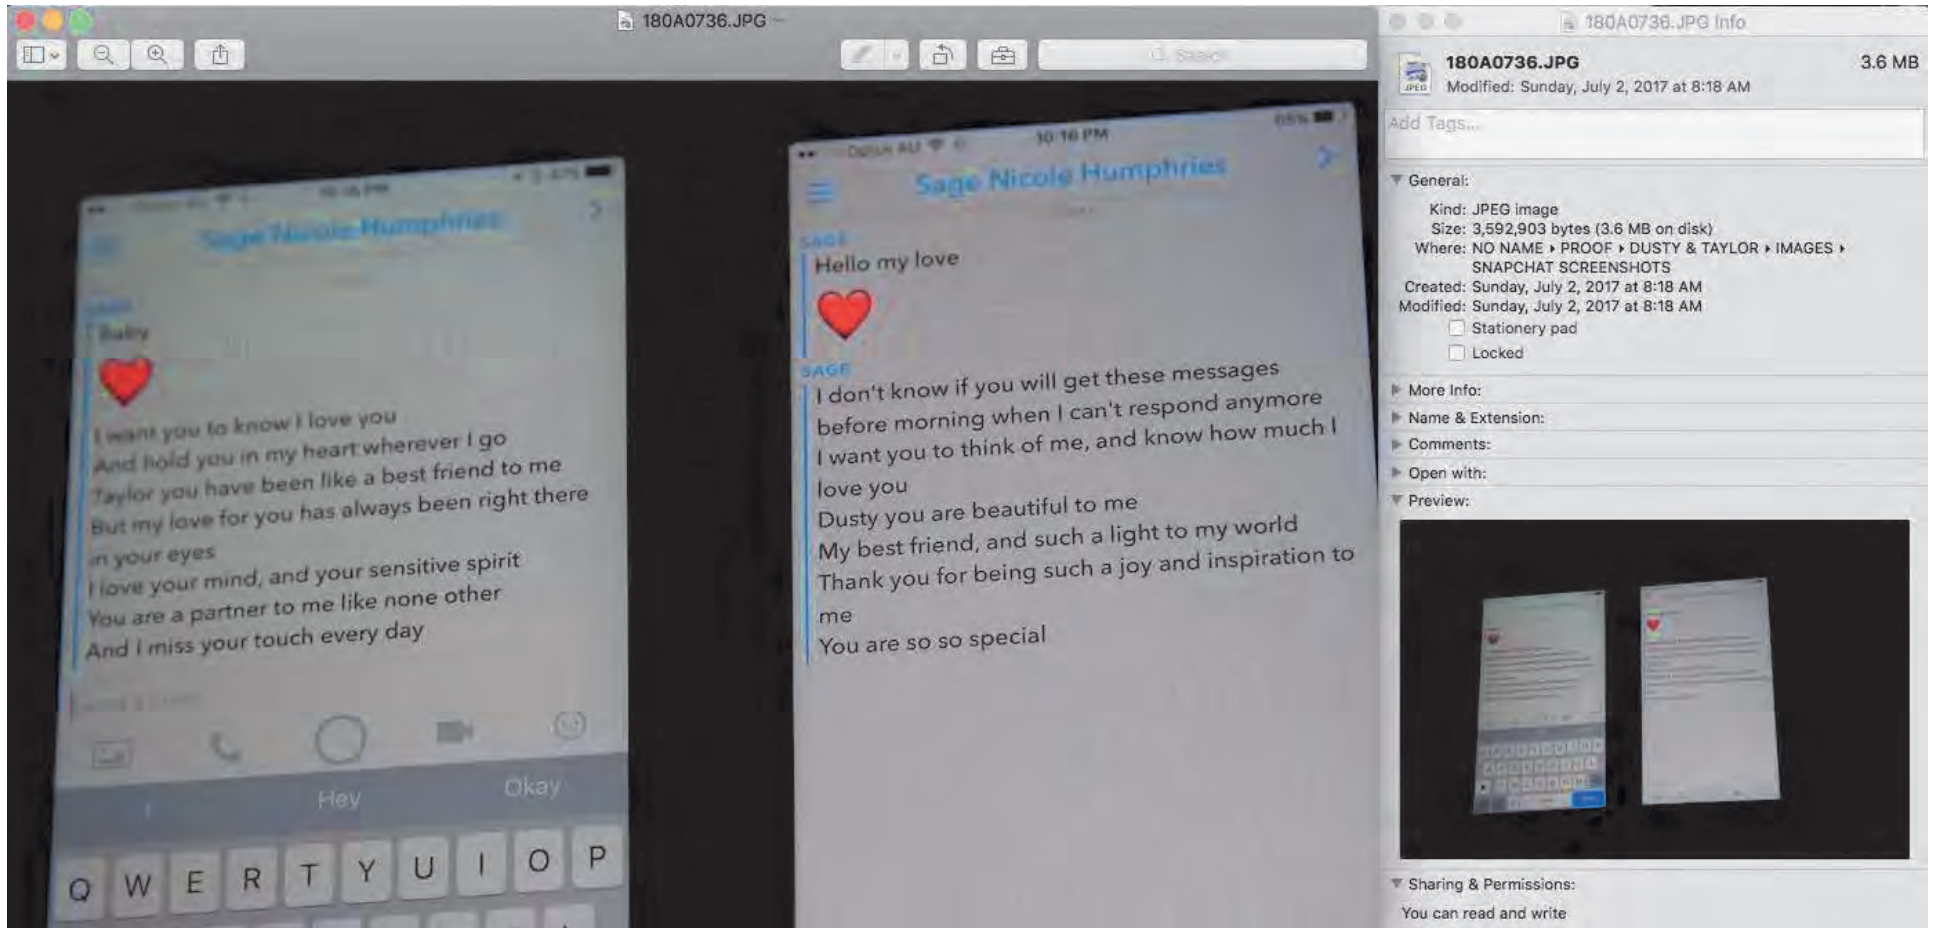 180A0736.JPG
Search
Sage Nicole Humphries
SAGE
Baby
I want you to know I love you
And hold you in my heart wherever I go
Taylor you have been like a best friend to me
But my love for you has always been right there
in your eyes
I love your mind, and your sensitive spirit
You are a partner to me like none other
And I miss your touch every day
Hey
Okay
Q W E R T Y U I O P
10:16 PM
65%
Sage Nicole Humphries
SAGE
Hello my love
SAGE
I don't know if you will get these messages
before morning when I can't respond anymore
I want you to think of me, and know how much I
love you
Dusty you are beautiful to me
My best friend, and such a light to my world
Thank you for being such a joy and inspiration to
me
You are so so special
180A0736.JPG Info
JPEG
180A0736.JPG 3.6 MB
Modified: Sunday, July 2, 2017 at 8:18 AM
Add Tags...
General:
Kind: JPEG image
Size: 3,592,903 bytes (3.6 MB on disk)
Where: NO NAME ▸ PROOF ▸ DUSTY & TAYLOR ▸ IMAGES ▸
SNAPCHAT SCREENSHOTS
Created: Sunday, July 2, 2017 at 8:18 AM
Modified: Sunday, July 2, 2017 at 8:18 AM
Stationery pad
Locked
More Info:
Name & Extension:
Comments:
Open with:
Preview:
Sharing & Permissions:
You can read and write